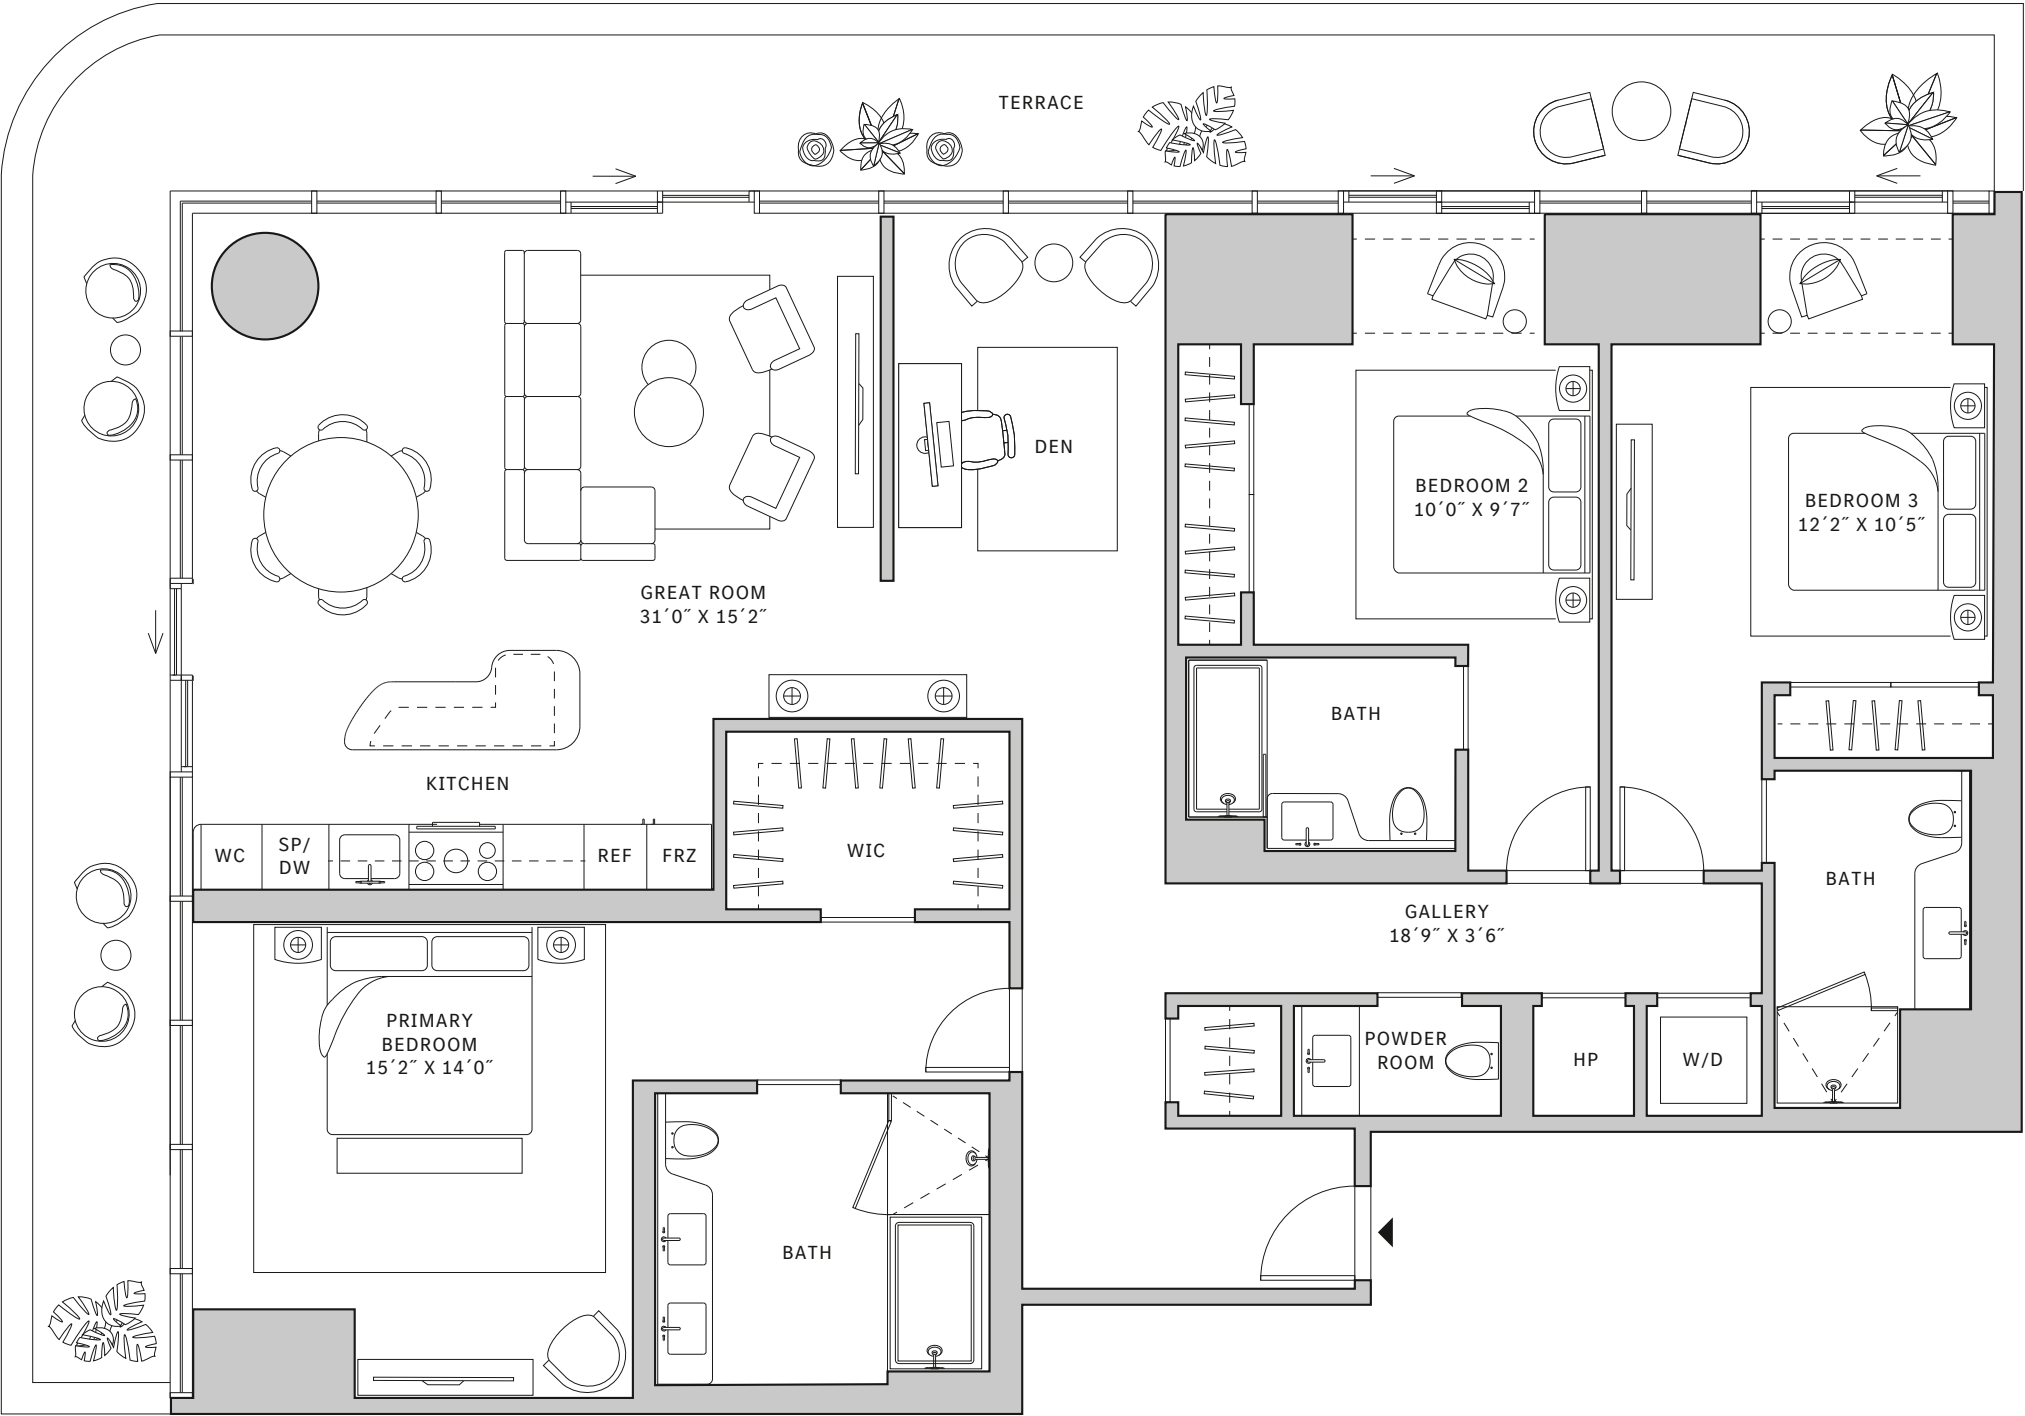 TERRACE
DEN
BEDROOM 2
10´0˝ X 9´7˝
BEDROOM 3
12´2˝ X 10´5˝
GREAT ROOM
31´0˝ X 15´2˝
BATH
KITCHEN
WC
SP/
DW
REF
FRZ
WIC
BATH
GALLERY
18´9˝ X 3´6˝
PRIMARY
BEDROOM
15´2˝ X 14´0˝
POWDER
ROOM
HP
W/D
BATH